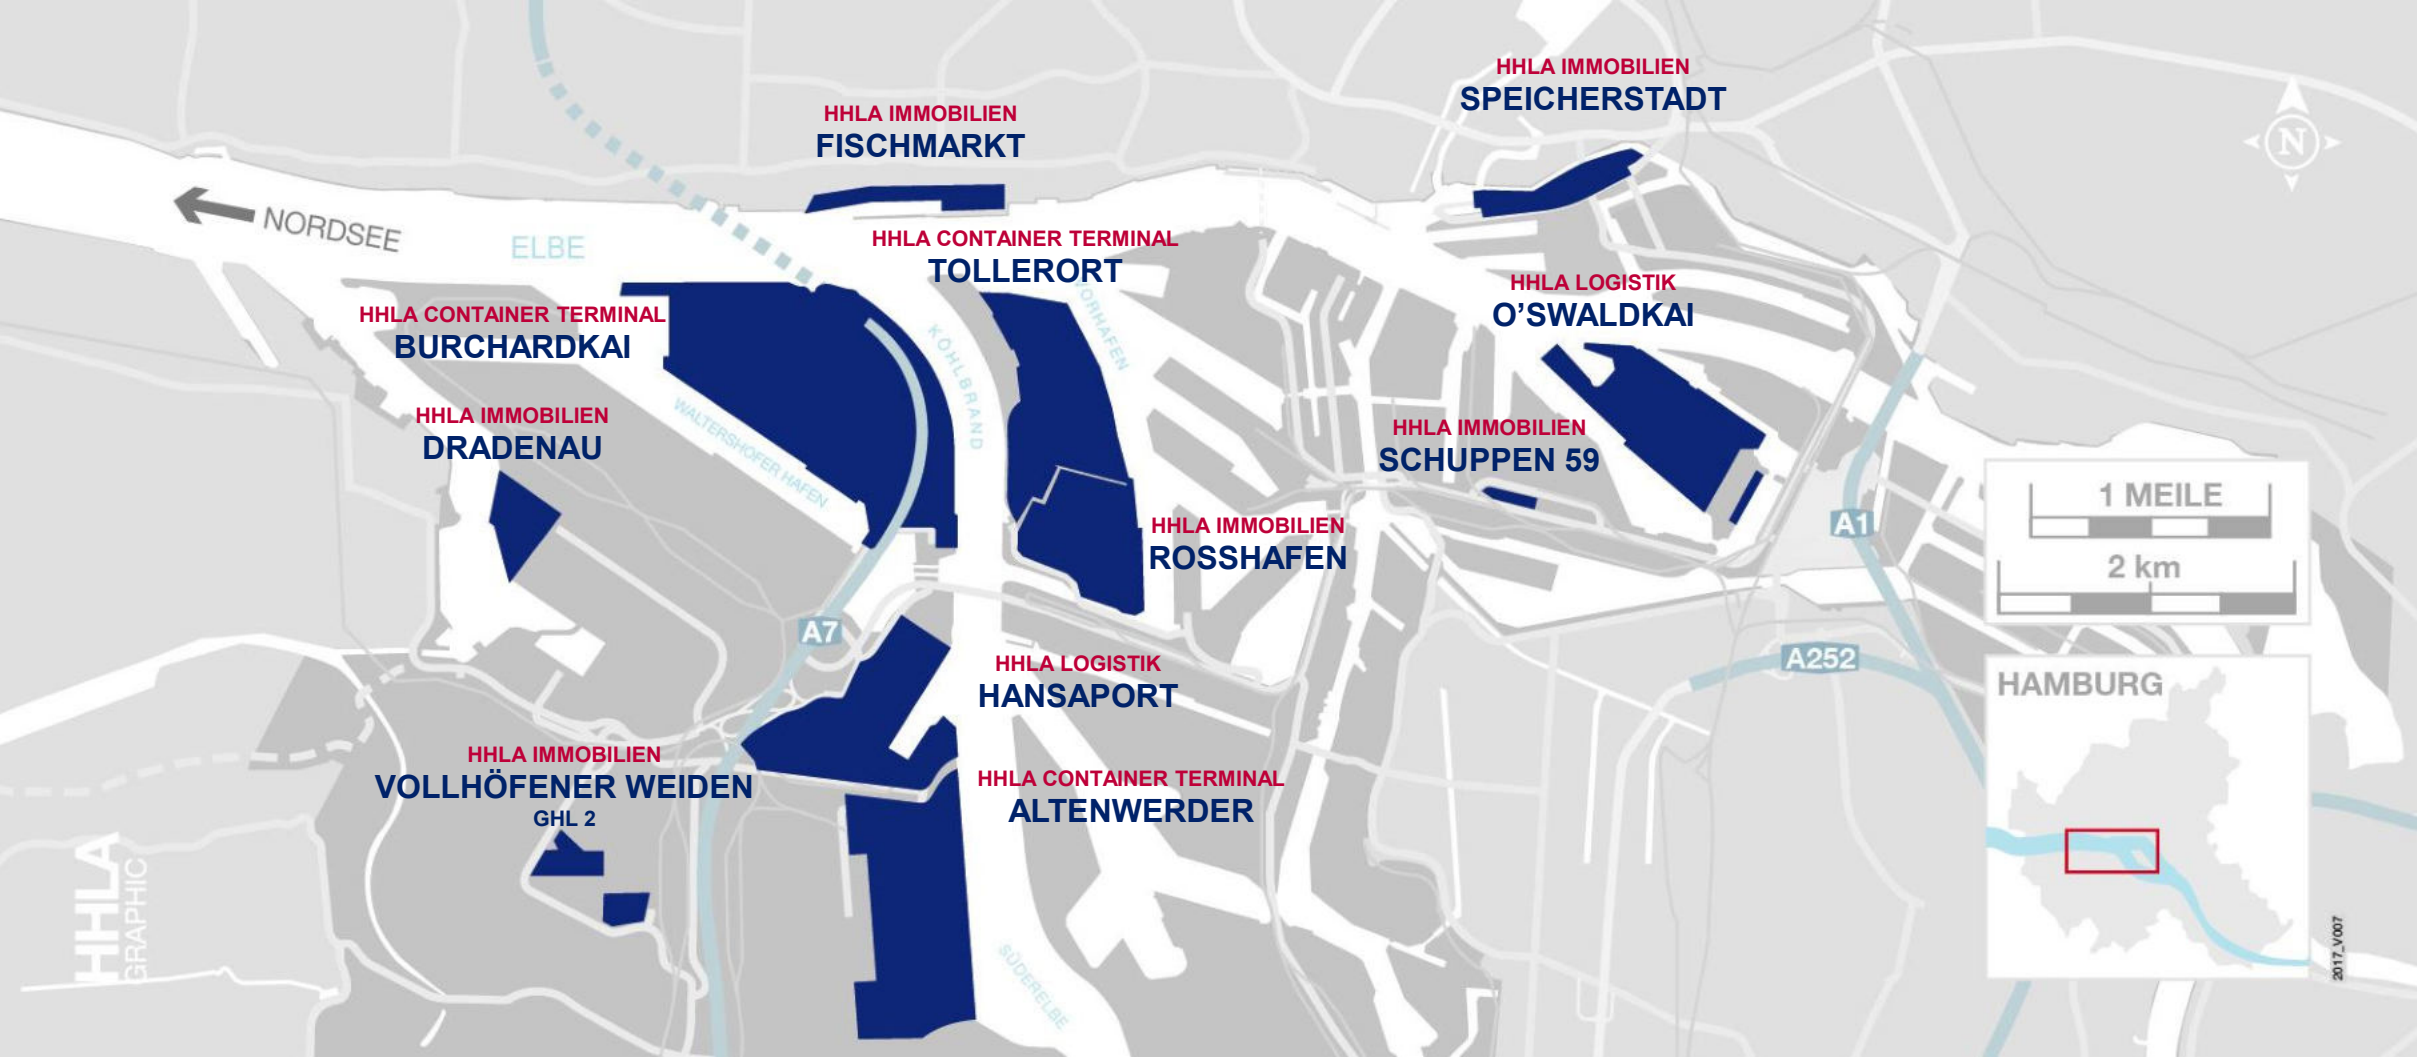 HHLA IMMOBILIEN
SPEICHERSTADT
HHLA IMMOBILIEN
FISCHMARKT
N
NORDSEE
ELBE
HHLA CONTAINER TERMINAL
TOLLERORT
HHLA LOGISTIK
O’SWALDKAI
HHLA CONTAINER TERMINAL
BURCHARDKAI
VORHAFEN
KÖHLBRAND
WALTERSHOFER HAFEN
HHLA IMMOBILIEN
DRADENAU
HHLA IMMOBILIEN
SCHUPPEN 59
HHLA IMMOBILIEN
ROSSHAFEN
A1
1 MEILE
2 km
A7
A252
HHLA LOGISTIK
HANSAPORT
HAMBURG
HHLA IMMOBILIEN
VOLLHÖFENER WEIDEN
GHL 2
HHLA CONTAINER TERMINAL
ALTENWERDER
HHLA
GRAPHIC
SÜDERELBE
2017_V007